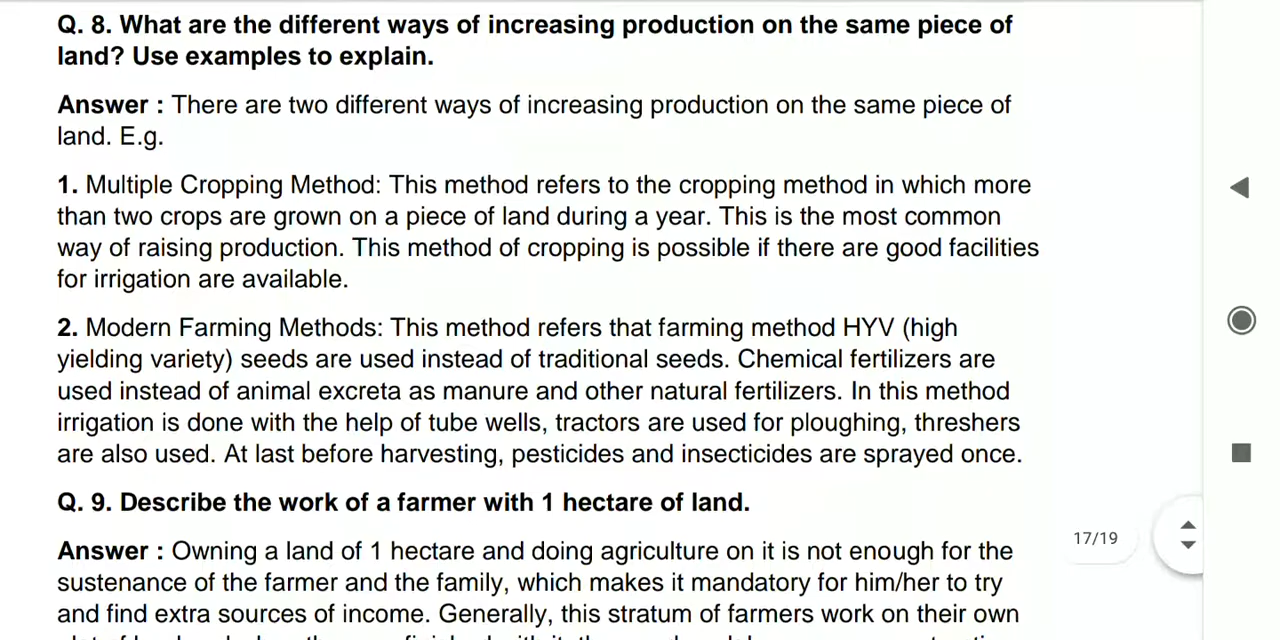 Q. 8. What are the different ways of increasing production on the same piece of
land? Use examples to explain.
Answer : There are two different ways of increasing production on the same piece of
land. E.g.
1. Multiple Cropping Method: This method refers to the cropping method in which more
than two crops are grown on a piece of land during a year. This is the most common
way of raising production. This method of cropping is possible if there are good facilities
for irrigation are available.
2. Modern Farming Methods: This method refers that farming method HYV (high
yielding variety) seeds are used instead of traditional seeds. Chemical fertilizers are
used instead of animal excreta as manure and other natural fertilizers. In this method
irrigation is done with the help of tube wells, tractors are used for ploughing, threshers
are also used. At last before harvesting, pesticides and insecticides are sprayed once.
Q. 9. Describe the work of a farmer with 1 hectare of land.
17/19
Answer : Owning a land of 1 hectare and doing agriculture on it is not enough for the
sustenance of the farmer and the family, which makes it mandatory for him/her to try
and find extra sources of income. Generally, this stratum of farmers work on their own